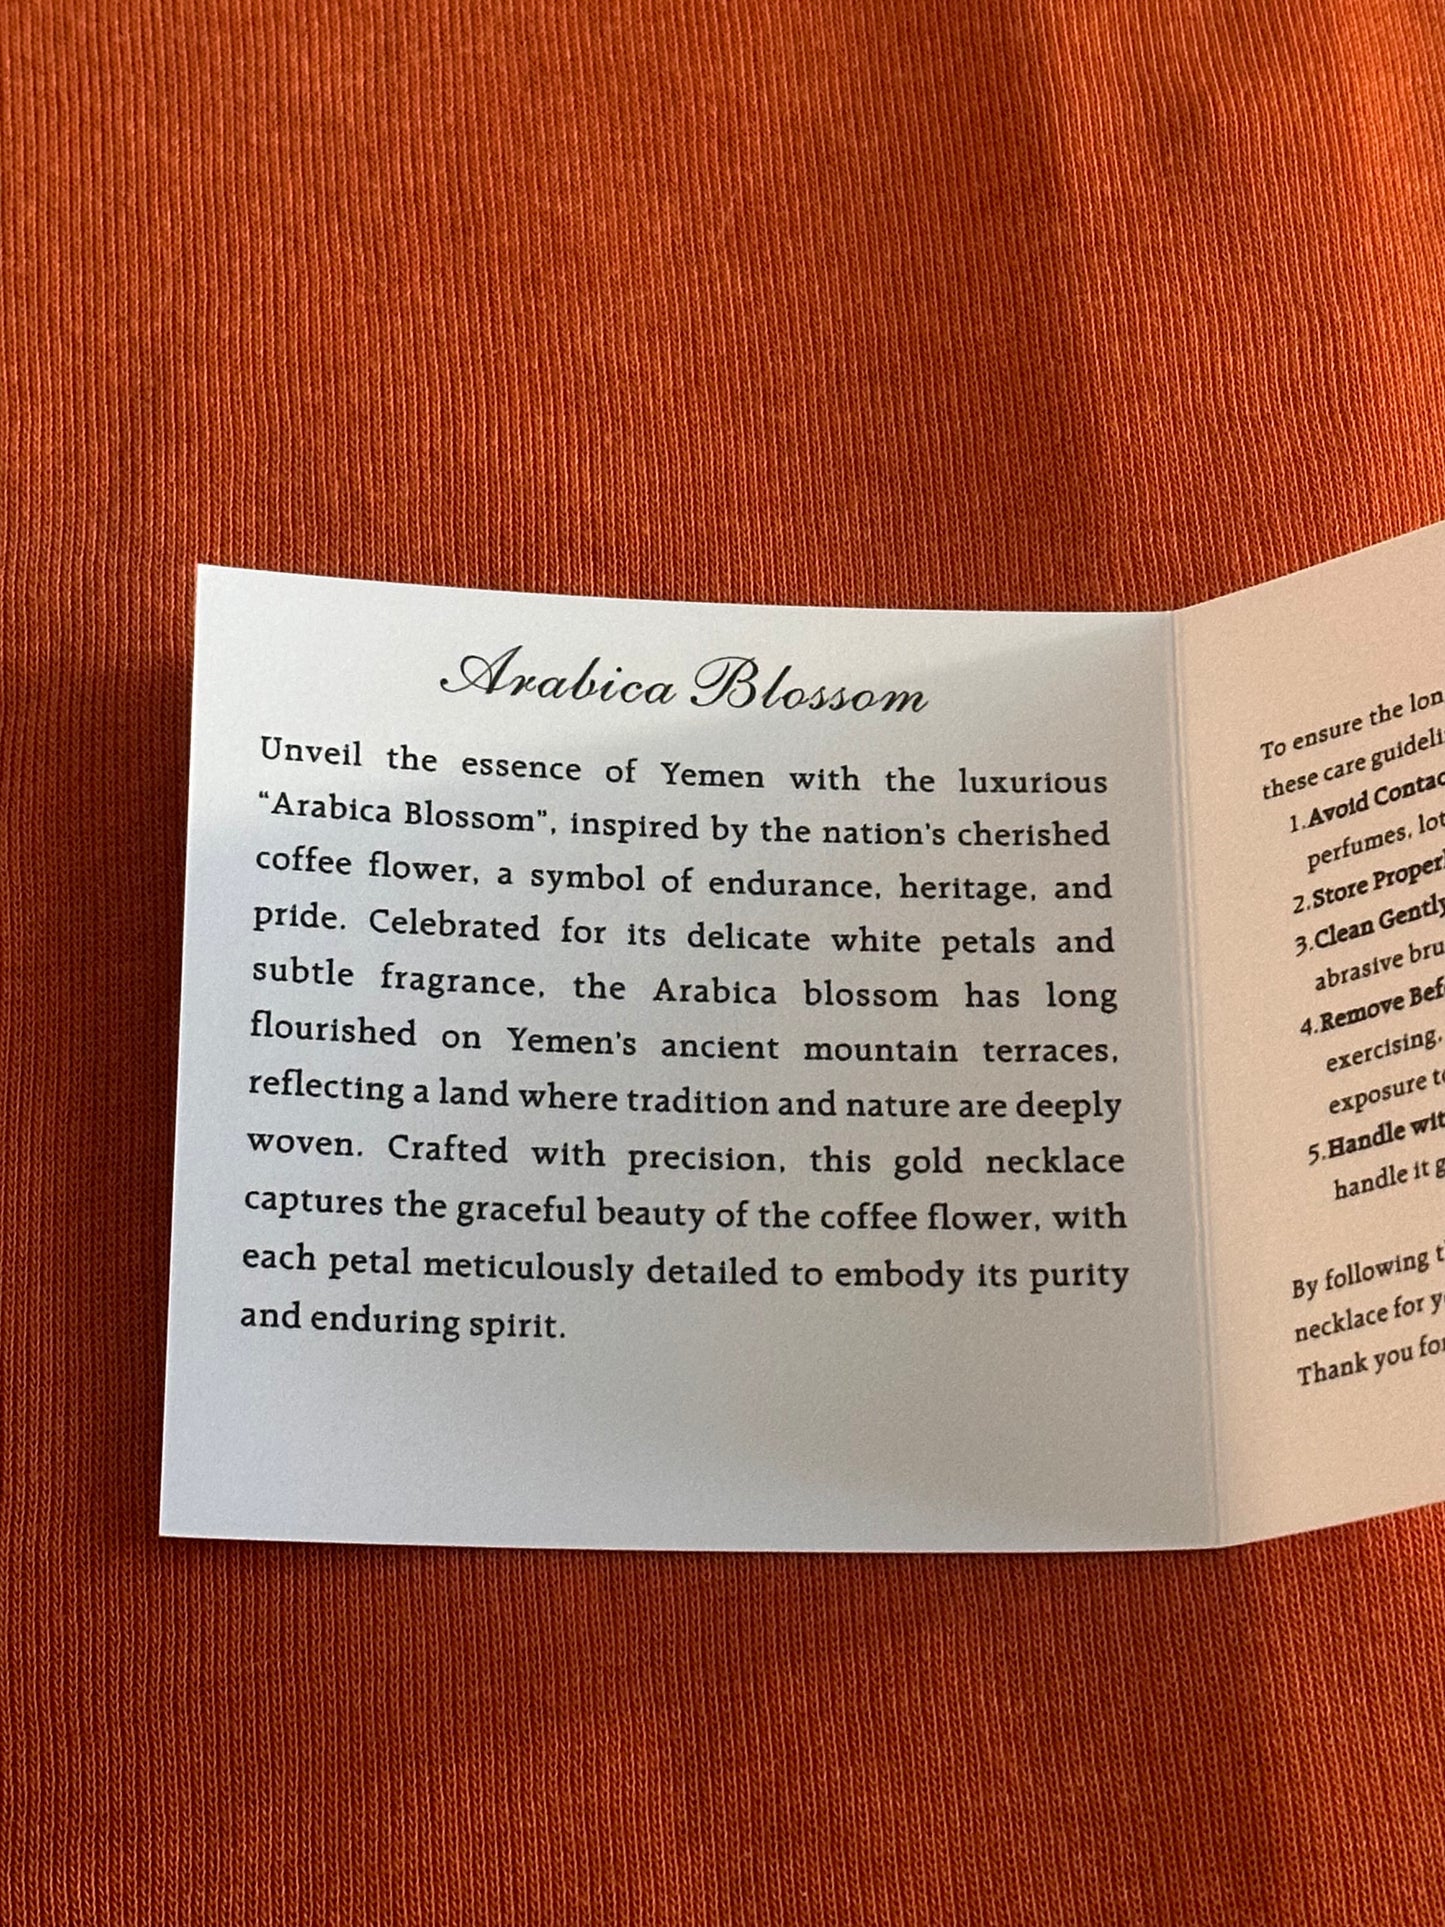 Arabica Blossom
Unveil the essence of Yemen with the luxurious
“Arabica Blossom”, inspired by the nation's cherished
coffee flower, a symbol of endurance, heritage, and
pride. Celebrated for its delicate white petals and
subtle fragrance, the Arabica blossom has long
flourished on Yemen's ancient mountain terraces,
reflecting a land where tradition and nature are deeply
woven. Crafted with precision, this gold necklace
captures the graceful beauty of the coffee flower, with
each petal meticulously detailed to embody its purity
and enduring spirit.
To ensure the
these care
1.Avoid
perfumes,
2.Store
3.Clean Gently
abrasive
4.Remove
exercising,
exposure
5.Handle
handle it
By following
necklace for
Thank you